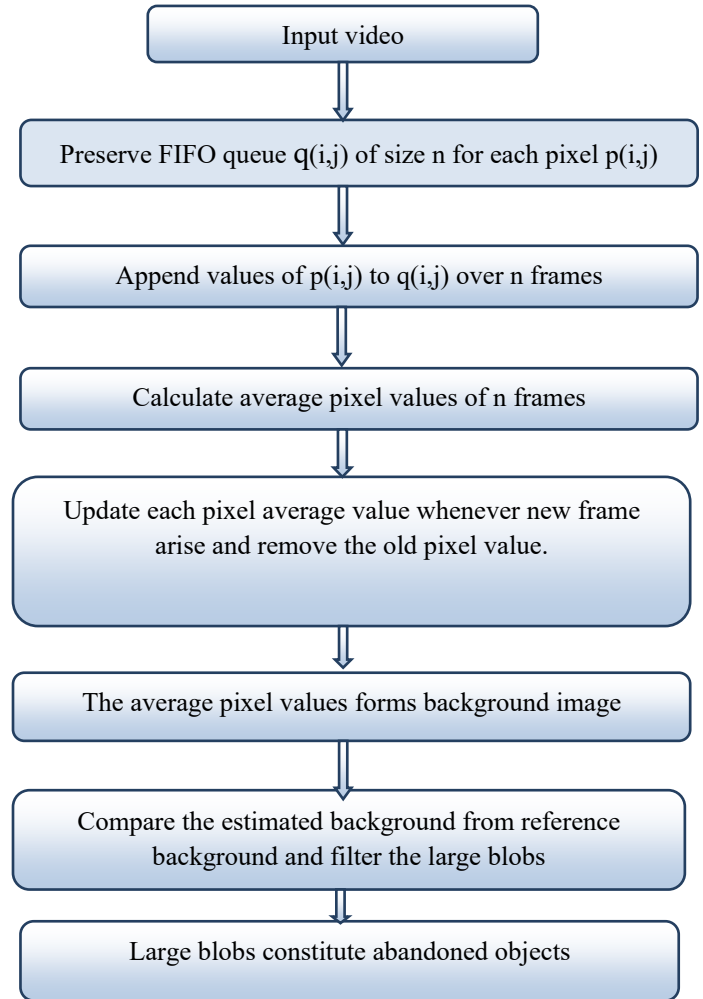 Input video
Preserve FIFO queue q(i,j) of size n for each pixel p(i,j)
Append values of p(i,j) to q(i,j) over n frames
Calculate average pixel values of n frames
Update each pixel average value whenever new frame
arise and remove the old pixel value.
The average pixel values forms background image
Compare the estimated background from reference
background and filter the large blobs
Large blobs constitute abandoned objects